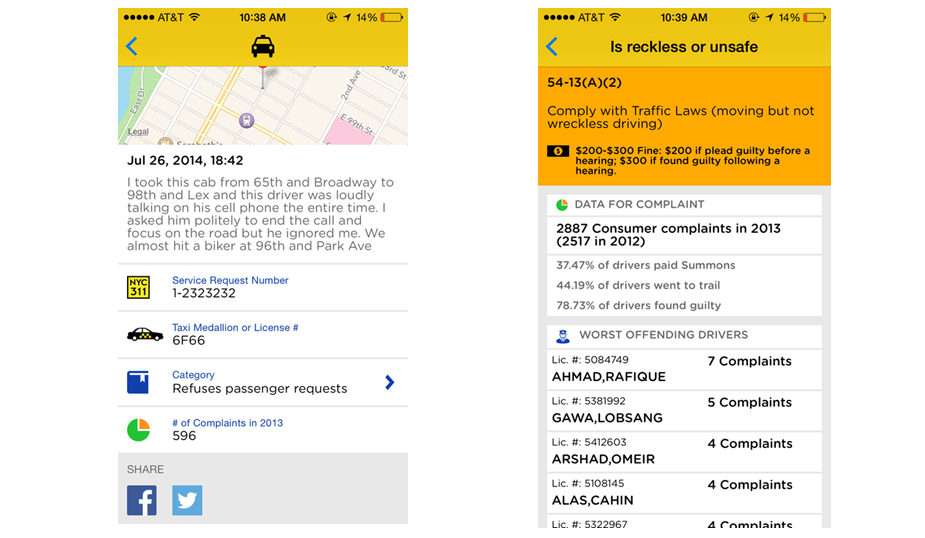 AT&T 10:38 AM 14%
East Dr
2nd Ave
3rd St
E 99th St
Legal
Jul 26, 2014, 18:42
I took this cab from 65th and Broadway to
98th and Lex and this driver was loudly
talking on his cell phone the entire time. I
asked him politely to end the call and
focus on the road but he ignored me. We
almost hit a biker at 96th and Park Ave
NYC
311
Service Request Number
1-2323232
Taxi Medallion or License #
6F66
Category
Refuses passenger requests
# of Complaints in 2013
596
SHARE
AT&T 10:39 AM 14%
Is reckless or unsafe
54-13(A)(2)
Comply with Traffic Laws (moving but not
wreckless driving)
$200-$300 Fine: $200 if plead guilty before a
hearing; $300 if found guilty following a
hearing.
DATA FOR COMPLAINT
2887 Consumer complaints in 2013
(2517 in 2012)
37.47% of drivers paid Summons
44.19% of drivers went to trail
78.73% of drivers found guilty
WORST OFFENDING DRIVERS
Lic. #: 5084749
AHMAD,RAFIQUE
7 Complaints
Lic. #: 5381992
GAWA,LOBSANG
5 Complaints
Lic. #: 5412603
ARSHAD,OMEIR
4 Complaints
Lic. #: 5108145
ALAS,CAHIN
4 Complaints
Lic. #: 5322967
4 Complaints